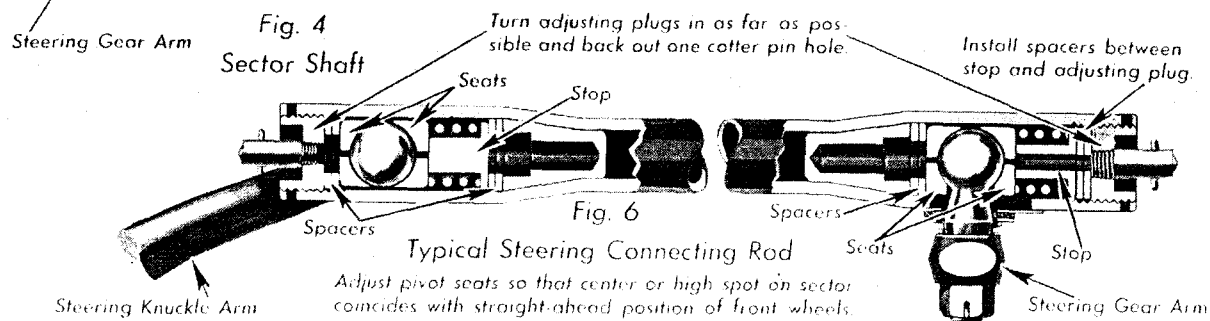 Fig. 4
Steering Gear Arm
Sector Shaft
Turn adjusting plugs in as far as pos-
sible and back out one cotter pin hole.
Install spacers between
stop and adjusting plug.
Seats
Stop
Spacers
Fig. 6
Spacers
Seats
Stop
Typical Steering Connecting Rod
Steering Knuckle Arm
Adjust pivot seats so that center or high spot on sector
coincides with straight-ahead position of front wheels.
Steering Gear Arm